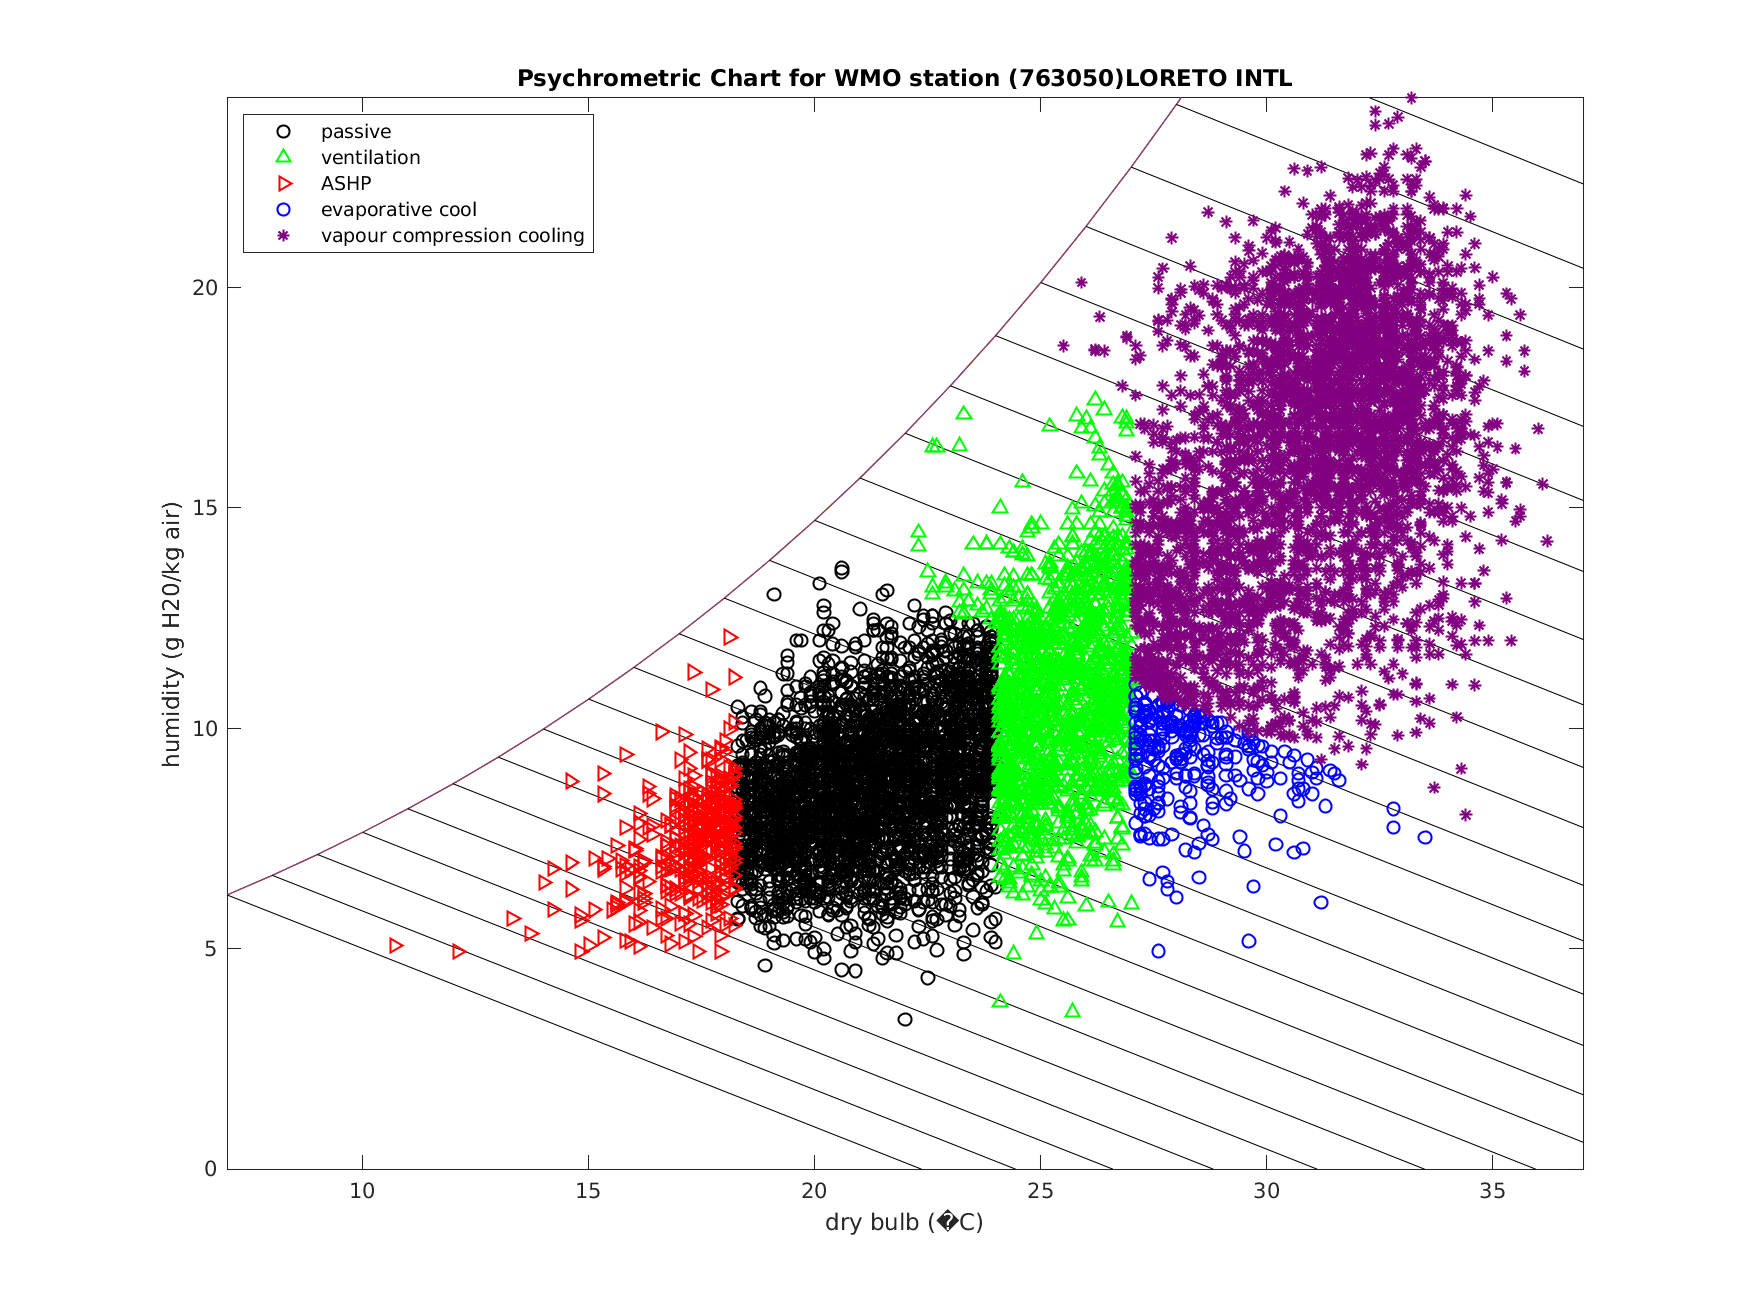 Psychrometric Chart for WMO station (763050)LORETO INTL
passive
ventilation
ASHP
evaporative cool
vapour compression cooling
humidity (g H20/kg air)
20
15
10
5
0
10 15 20 25 30 35
dry bulb (�C)